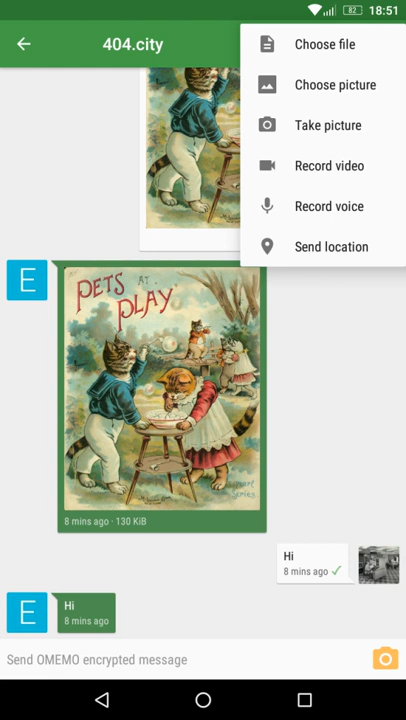 18:51
82
404.city
Choose file
Choose picture
Take picture
Record video
Record voice
Send location
E
PETS AT
PLAY
8 mins ago · 130 KiB
Hi
8 mins ago
E
Hi
8 mins ago
Send OMEMO encrypted message